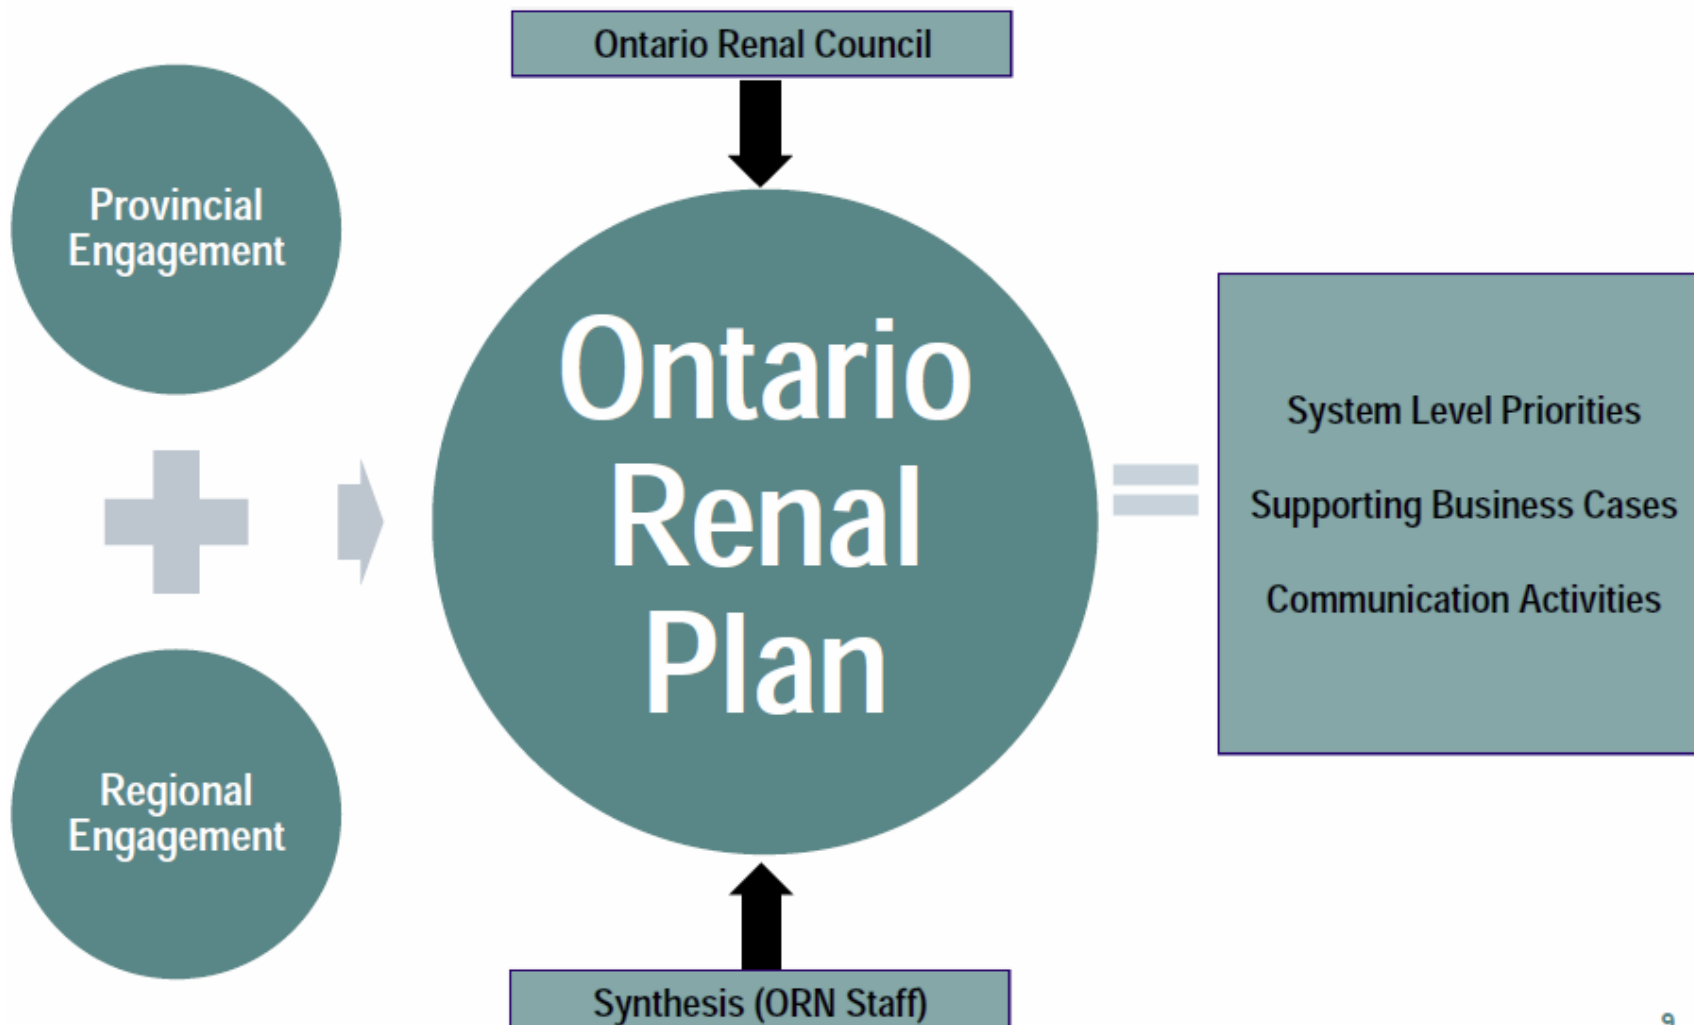 Ontario Renal Council
Provincial
Engagement
Ontario
Renal
Plan
System Level Priorities
Supporting Business Cases
Communication Activities
Regional
Engagement
Synthesis (ORN Staff)
9